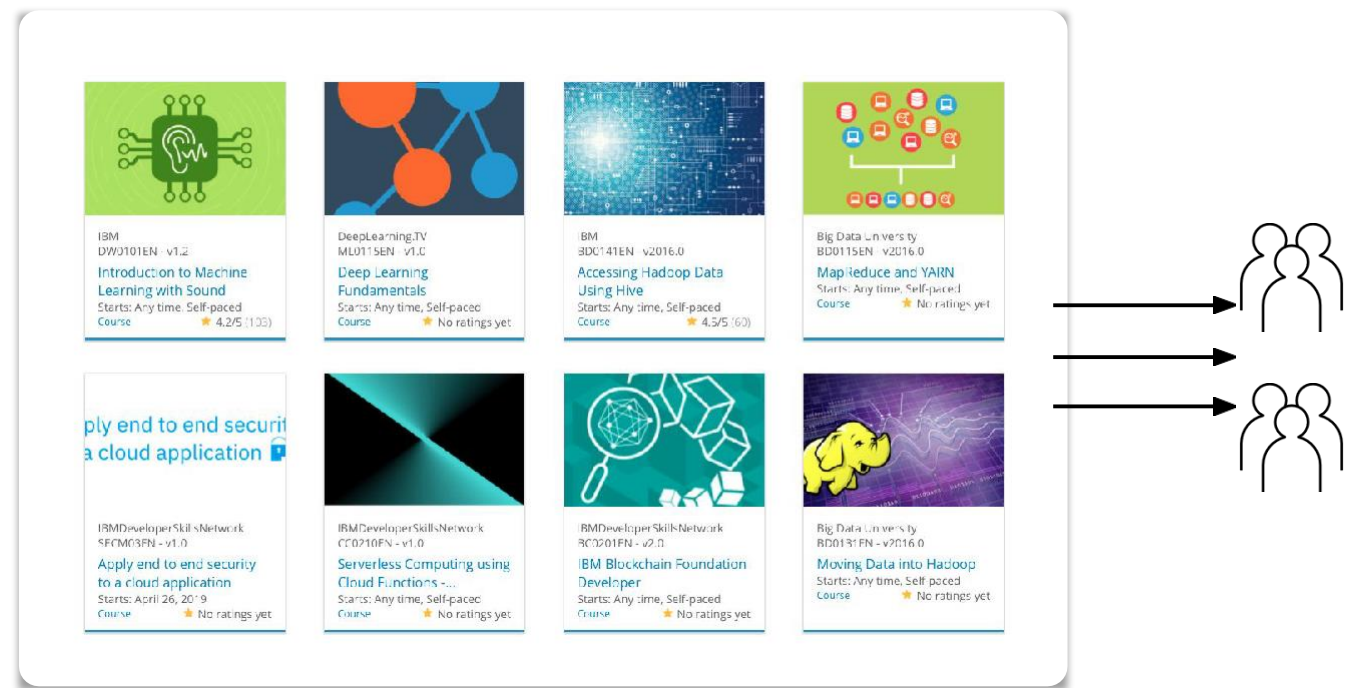 IBM
DW0101EN - v1.2
Introduction to Machine
Learning with Sound
Starts: Any time, Self-paced
Course 4.2/5 (103)
DeepLearning.TV
ML0115EN - v1.0
Deep Learning
Fundamentals
Starts: Any time, Self-paced
Course No ratings yet
IBM
BD0141EN - v2016.0
Accessing Hadoop Data
Using Hive
Starts: Any time, Self-paced
Course 4.5/5 (60)
Big Data University
BD0115EN - v2016.0
MapReduce and YARN
Starts: Any time, Self-paced
Course No ratings yet
ply end to end securit
a cloud application
IBMDeveloperSkillsNetwork
SECM03EN - v1.0
Apply end to end security
to a cloud application
Starts: April 26, 2019
Course No ratings yet
IBMDeveloperSkillsNetwork
CC0210EN - v1.0
Serverless Computing using
Cloud Functions -...
Starts: Any time, Self-paced
Course No ratings yet
IBMDeveloperSkillsNetwork
BC0201EN - v2.0
IBM Blockchain Foundation
Developer
Starts: Any time, Self-paced
Course No ratings yet
Big Data University
BD0131EN - v2016.0
Moving Data into Hadoop
Starts: Any time, Self-paced
Course No ratings yet